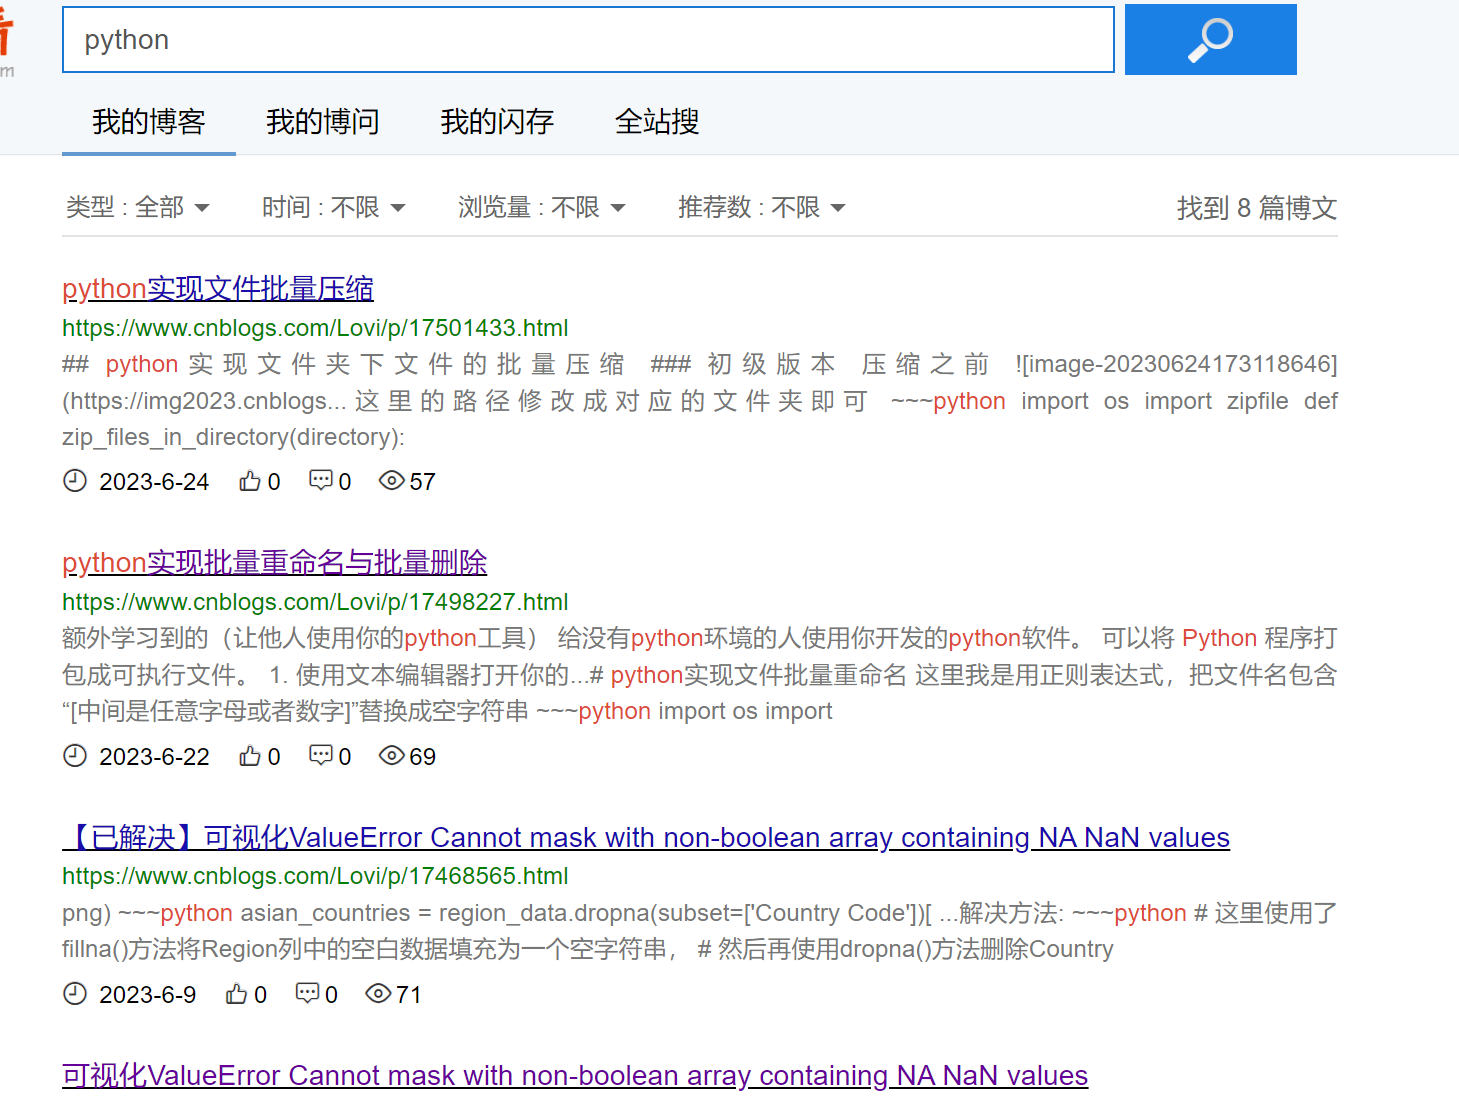 python
m
我的博客 我的博问 我的闪存 全站搜
类型 : 全部 时间 : 不限 浏览量 : 不限 推荐数 : 不限 找到 8 篇博文
python实现文件批量压缩
https://www.cnblogs.com/Lovi/p/17501433.html
## python 实现文件夹下文件的批量压缩 ### 初级版本 压缩之前 ![image-20230624173118646]
(https://img2023.cnblogs... 这里的路径修改成对应的文件夹即可 ~~~python import os import zipfile def
zip_files_in_directory(directory):
2023-6-24 0 0 57
python实现批量重命名与批量删除
https://www.cnblogs.com/Lovi/p/17498227.html
额外学习到的（让他人使用你的python工具） 给没有python环境的人使用你开发的python软件。 可以将 Python 程序打
包成可执行文件。 1. 使用文本编辑器打开你的...# python实现文件批量重命名 这里我是用正则表达式，把文件名包含
“[中间是任意字母或者数字]”替换成空字符串 ~~~python import os import
2023-6-22 0 0 69
【已解决】可视化ValueError Cannot mask with non-boolean array containing NA NaN values
https://www.cnblogs.com/Lovi/p/17468565.html
png) ~~~python asian_countries = region_data.dropna(subset=['Country Code'])[ ...解决方法: ~~~python # 这里使用了
fillna()方法将Region列中的空白数据填充为一个空字符串， # 然后再使用dropna()方法删除Country
2023-6-9 0 0 71
可视化ValueError Cannot mask with non-boolean array containing NA NaN values